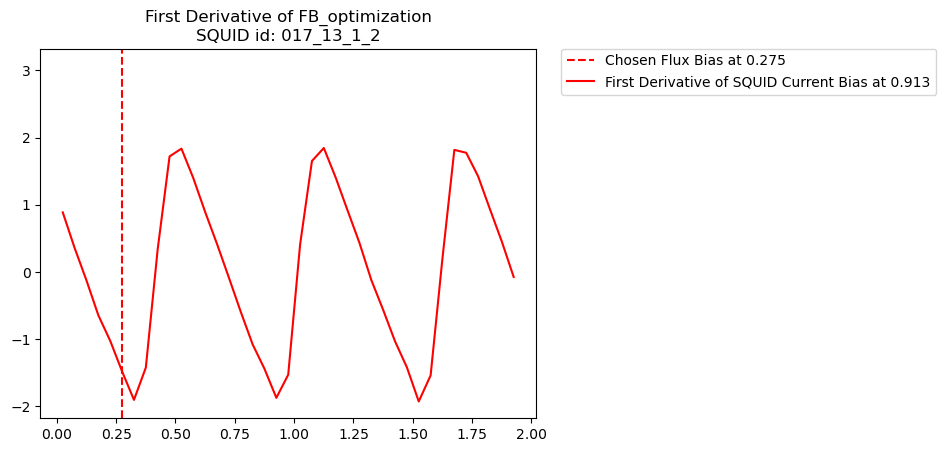 First Derivative of FB_optimization
SQUID id: 017_13_1_2
Chosen Flux Bias at 0.275
First Derivative of SQUID Current Bias at 0.913
3
2
1
0
−1
−2
0.00 0.25 0.50 0.75 1.00 1.25 1.50 1.75 2.00